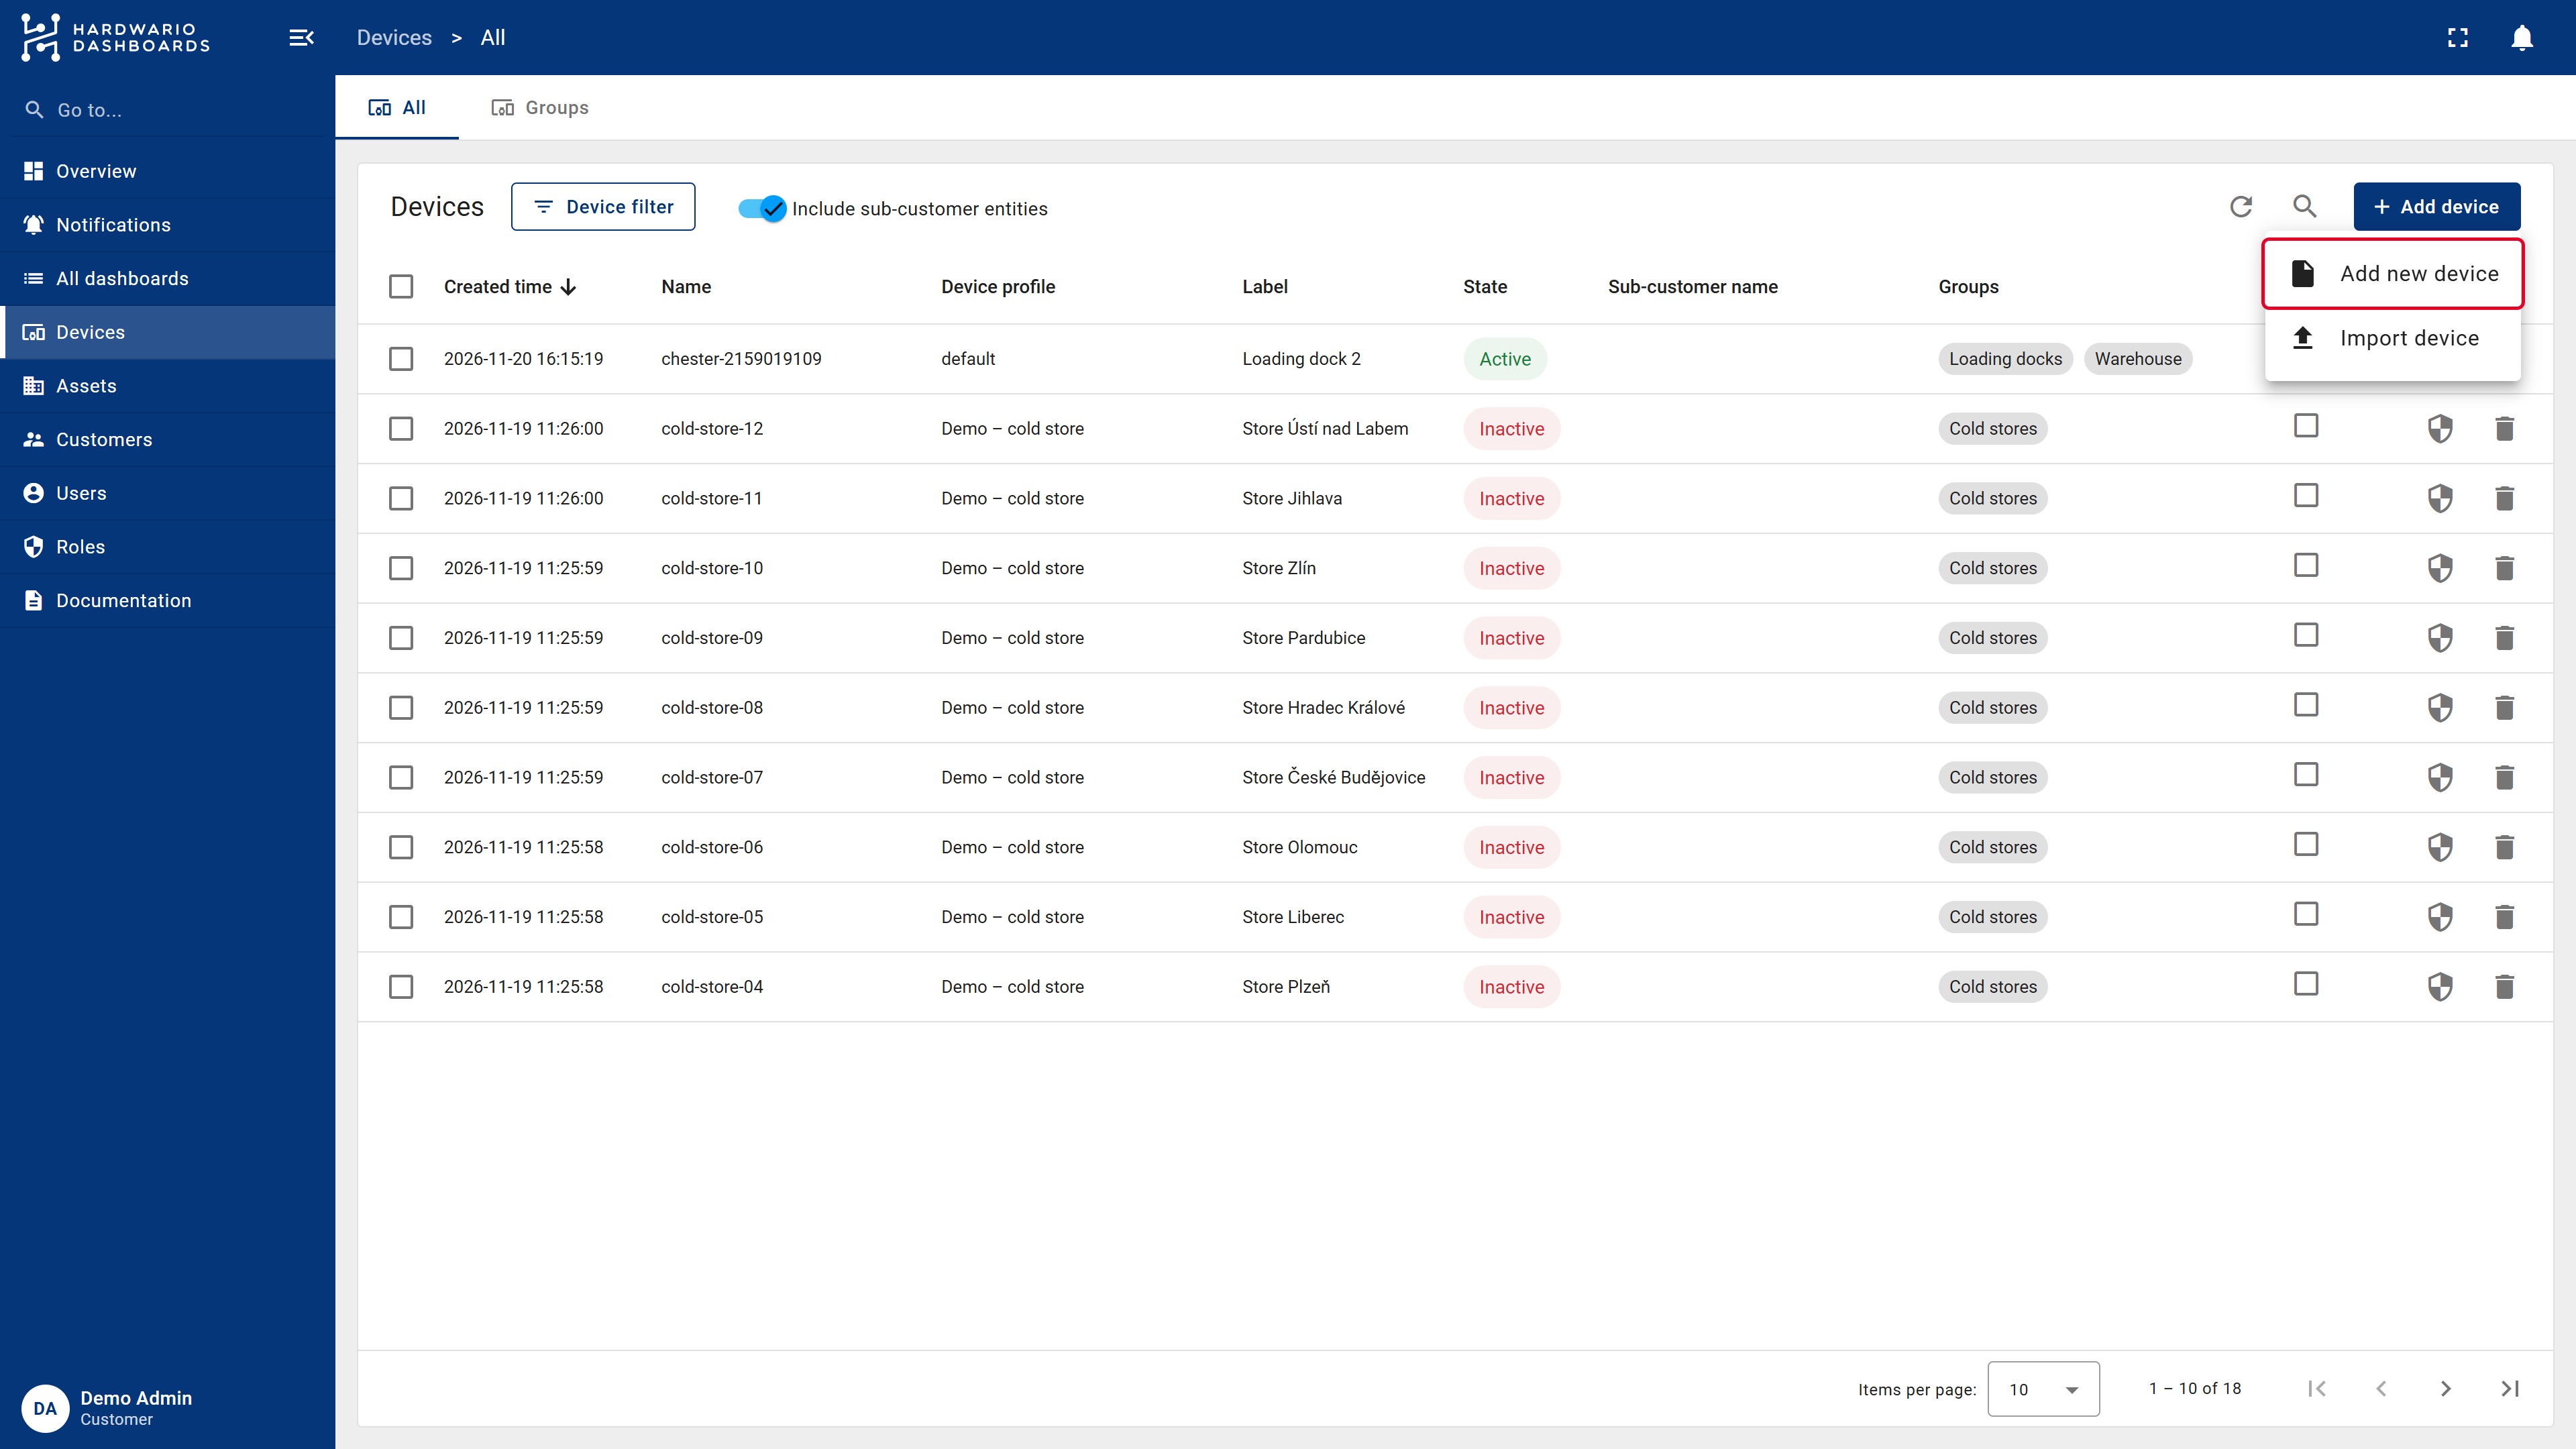 HARDWARIO
DASHBOARDS
Devices > All
Go to...
Overview
Notifications
All dashboards
Devices
Assets
Customers
Users
Roles
Documentation
DA
Demo Admin
Customer
All
Groups
Devices
Device filter
Include sub-customer entities
+ Add device
Add new device
Import device
Created time Name Device profile Label State Sub-customer name Groups
2026-11-20 16:15:19 chester-2159019109 default Loading dock 2 Active Loading docks Warehouse
2026-11-19 11:26:00 cold-store-12 Demo – cold store Store Ústí nad Labem Inactive Cold stores
2026-11-19 11:26:00 cold-store-11 Demo – cold store Store Jihlava Inactive Cold stores
2026-11-19 11:25:59 cold-store-10 Demo – cold store Store Zlín Inactive Cold stores
2026-11-19 11:25:59 cold-store-09 Demo – cold store Store Pardubice Inactive Cold stores
2026-11-19 11:25:59 cold-store-08 Demo – cold store Store Hradec Králové Inactive Cold stores
2026-11-19 11:25:59 cold-store-07 Demo – cold store Store České Budějovice Inactive Cold stores
2026-11-19 11:25:58 cold-store-06 Demo – cold store Store Olomouc Inactive Cold stores
2026-11-19 11:25:58 cold-store-05 Demo – cold store Store Liberec Inactive Cold stores
2026-11-19 11:25:58 cold-store-04 Demo – cold store Store Plzeň Inactive Cold stores
Items per page: 10 1 – 10 of 18